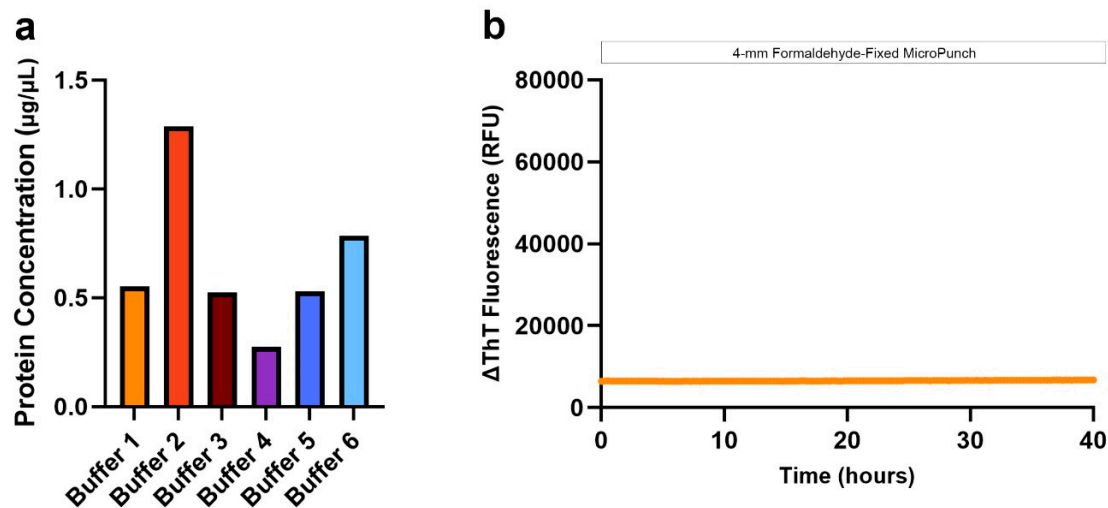 a
Protein Concentration (µg/µL)
1.5
1.0
0.5
0.0
Buffer 1
Buffer 2
Buffer 3
Buffer 4
Buffer 5
Buffer 6
b
4-mm Formaldehyde-Fixed MicroPunch
ΔThT Fluorescence (RFU)
80000
60000
40000
20000
0
0 10 20 30 40
Time (hours)